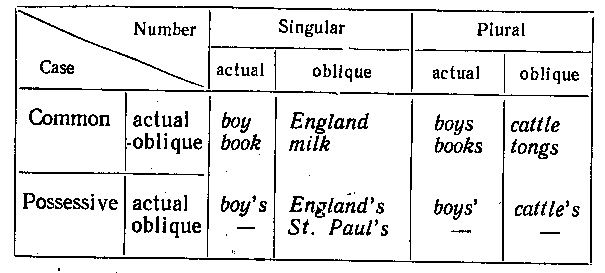 Number Singular Plural
Case actual oblique actual oblique
Common actual boy England boys cattle
-oblique book milk books tongs
Possessive actual boy's England's boys' cattle's
oblique — St. Paul's — —